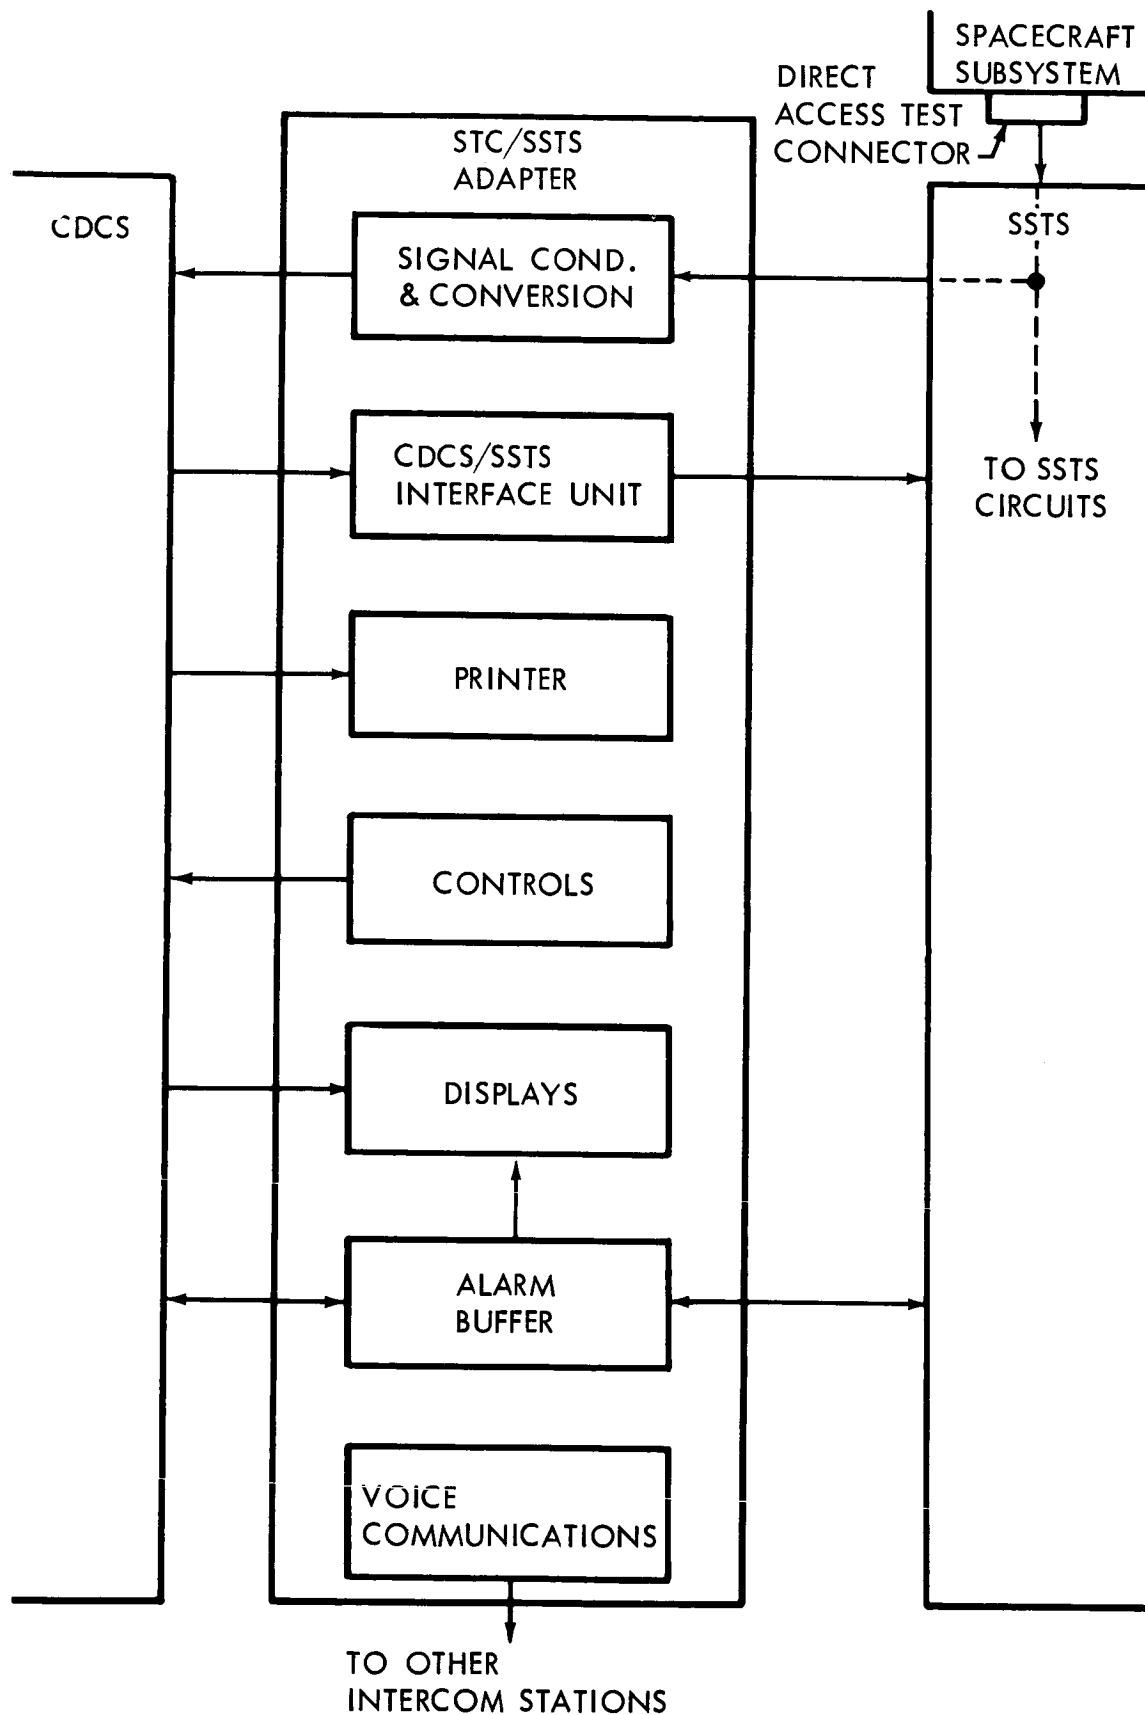 SPACECRAFT
SUBSYSTEM
DIRECT
ACCESS TEST
CONNECTOR
STC/SSTS
ADAPTER
CDCS
SSTS
SIGNAL COND.
& CONVERSION
CDCS/SSTS
INTERFACE UNIT
TO SSTS
CIRCUITS
PRINTER
CONTROLS
DISPLAYS
ALARM
BUFFER
VOICE
COMMUNICATIONS
TO OTHER
INTERCOM STATIONS